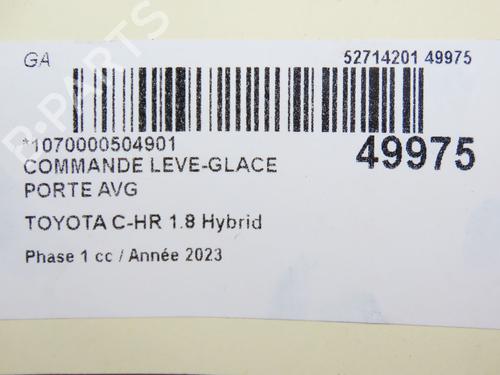 GA
52714201 49975
*1070000504901
49975
COMMANDE LEVE-GLACE
PORTE AVG
TOYOTA C-HR 1.8 Hybrid
Phase 1 cc / Année 2023
B-PARTS